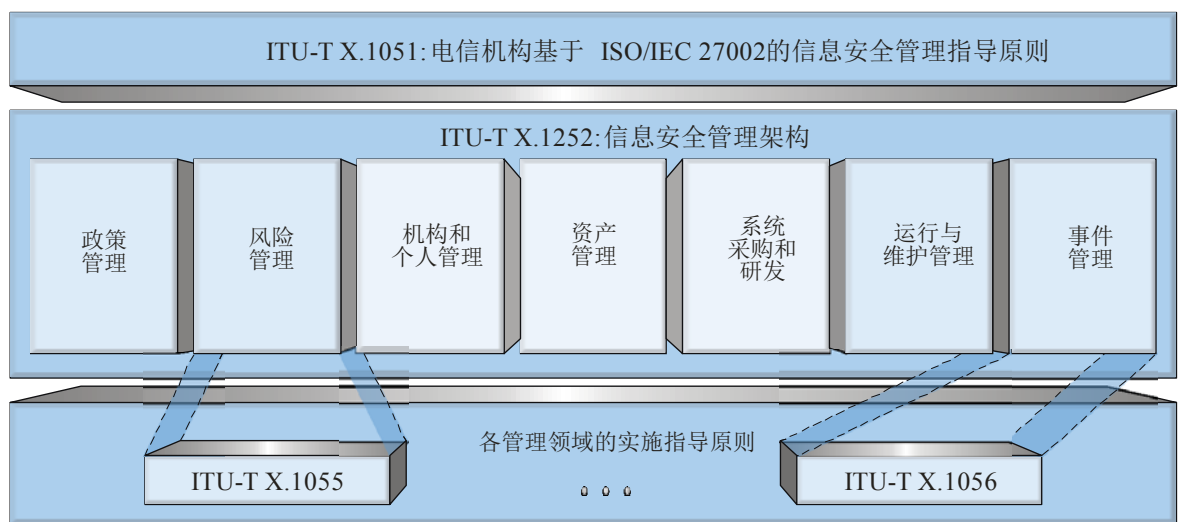 ITU-T X.1051:电信机构基于 ISO/IEC 27002的信息安全管理指导原则
ITU-T X.1252:信息安全管理架构
政策
管理
风险
管理
机构和
个人管理
资产
管理
系统
采购和
研发
运行与
维护管理
事件
管理
各管理领域的实施指导原则
ITU-T X.1055
ITU-T X.1056